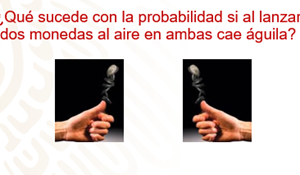 ¿Qué sucede con la probabilidad si al lanzar
dos monedas al aire en ambas cae águila?